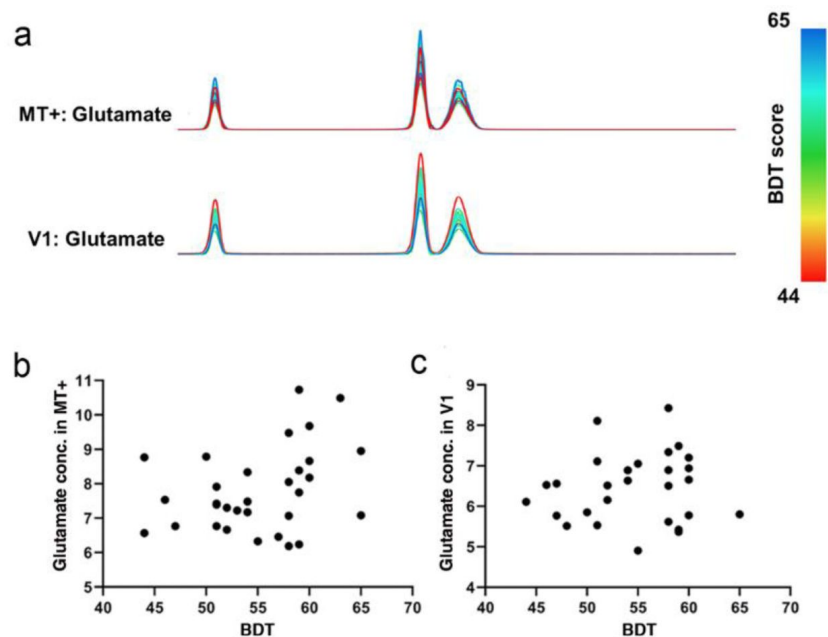 a
65
MT+: Glutamate
BDT score
V1: Glutamate
44
b
Glutamate conc. in MT+
11
10
9
8
7
6
5
40 45 50 55 60 65 70
BDT
c
Glutamate conc. in V1
9
8
7
6
5
4
40 45 50 55 60 65 70
BDT